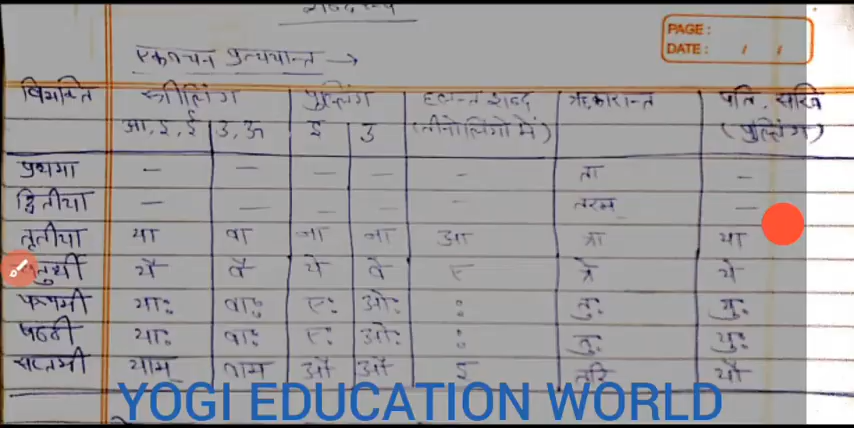 PAGE:
DATE: / /
एकवचन प्रत्ययान्त →
विभक्ति स्त्रीलिंग पुल्लिंग हलन्त शब्द ऋकारान्त पति, सखि
आ, इ, ई उ, ऊ इ उ (तीनो लिंगो में) (पुल्लिंग)
प्रथमा — — — — — ता —
द्वितीया — — — — — तरम् —
तृतीया या वा ना ना आ त्रा या
यै वै ये वे ए त्रे ये
पञ्चमी याः वाः एः ओः : तुः युः
षष्ठी याः वाः एः ओः : तुः युः
सप्तमी याम् वाम औ औ इ तरि यौ
YOGI EDUCATION WORLD